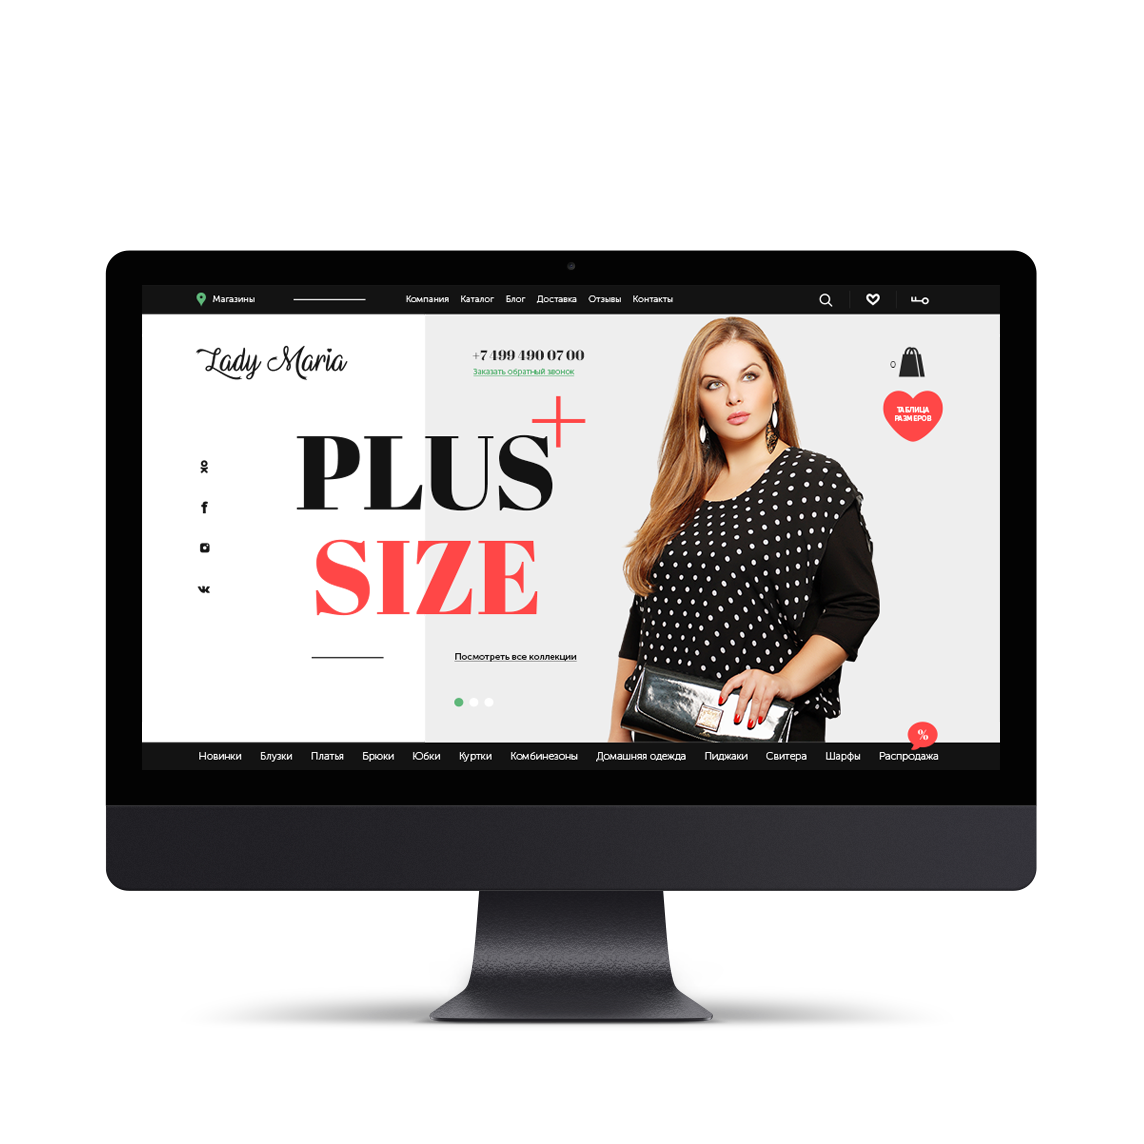 Магазины
Компания Каталог Блог Доставка Отзывы Контакты
Lady Maria
+7 499 490 07 00
Заказать обратный звонок
0
ТАБЛИЦА
РАЗМЕРОВ
PLUS
SIZE
Посмотреть все коллекции
%
Новинки Блузки Платья Брюки Юбки Куртки Комбинезоны Домашняя одежда Пиджаки Свитера Шарфы Распродажа